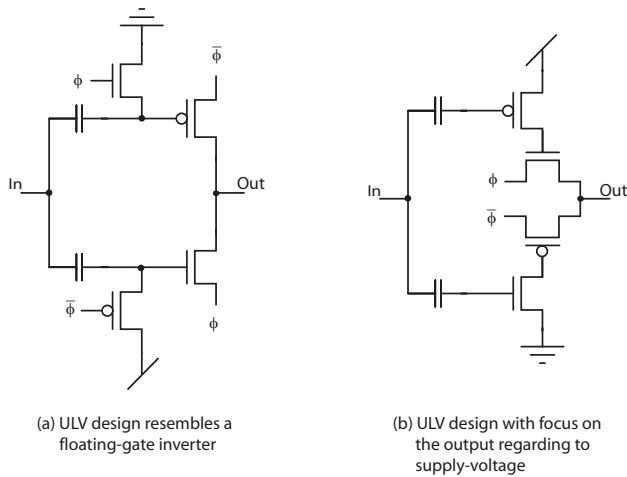 ϕ
ϕ̅
In
Out
ϕ̅
ϕ
In
ϕ
ϕ̅
Out
(a) ULV design resembles a
floating-gate inverter
(b) ULV design with focus on
the output regarding to
supply-voltage